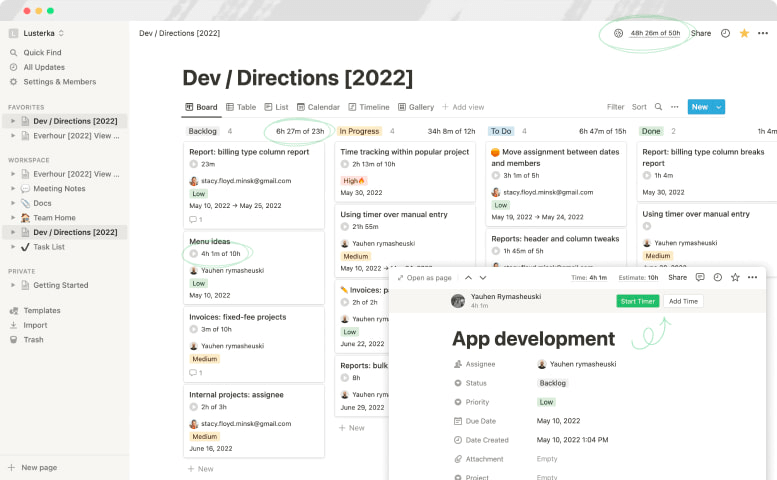 Lusterka
Dev / Directions [2022]
48h 26m of 50h
Share
Quick Find
All Updates
Settings & Members
FAVORITES
Dev / Directions [2022]
Everhour [2022] View ...
WORKSPACE
Everhour [2022] View ...
Meeting Notes
Docs
Team Home
Dev / Directions [2022]
Task List
PRIVATE
Getting Started
Templates
Import
Trash
New page
Dev / Directions [2022]
Board
Table
List
Calendar
Timeline
Gallery
+ Add view
Filter
Sort
New
Backlog 4
6h 27m of 23h
Report: billing type column report
23m
stacy.floyd.minsk@gmail.com
Low
May 10, 2022 → May 25, 2022
1
Menu ideas
4h 1m of 10h
Yauhen rymasheuski
Low
May 10, 2022
Invoices: fixed-fee projects
3m of 10h
Yauhen rymasheuski
Medium
1
Internal projects: assignee
2h of 3h
stacy.floyd.minsk@gmail.com
Medium
June 16, 2022
+ New
In Progress 4
34h 8m of 12h
Time tracking within popular project
2h 13m of 10h
High
May 30, 2022
Using timer over manual entry
21h 55m
Yauhen rymasheuski
Medium
May 10, 2022 → May 30, 2022
Invoices:
2h of 2h
Yauhen rymas
Low
June 22, 2022
Reports: bulk
8h
Yauhen rymas
June 29, 2022
+ New
To Do 4
6h 47m of 15h
Move assignment between dates
and members
3h 1m of 5h
stacy.floyd.minsk@gmail.com
Low
May 19, 2022 → May 24, 2022
Reports: header and column tweaks
1h 45m of 5h
Done 2
1h 4m
Report: billing type column breaks
report
1h 4m
May 30, 2022
Using timer over manual entry
Yauhen rymasheuski
Medium
Open as page
Time: 4h 1m
Estimate: 10h
Share
Yauhen Rymasheuski
4h 1m
Start Timer
Add Time
App development
Assignee
Yauhen rymasheuski
Status
Backlog
Priority
Low
Due Date
May 10, 2022
Date Created
May 10, 2022 1:04 PM
Attachment
Empty
Project
Empty